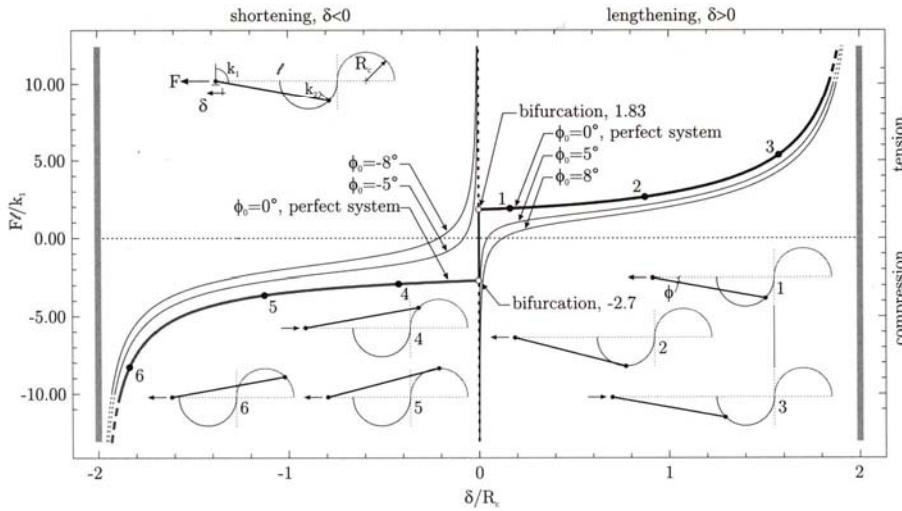 shortening, δ<0
lengthening, δ>0
10.00
5.00
0.00
-5.00
-10.00
Fℓ/k₁
F
k₁
δ
ℓ
k₂
R꜀
bifurcation, 1.83
ϕ₀=0°, perfect system
ϕ₀=5°
ϕ₀=8°
ϕ₀=-8°
ϕ₀=-5°
ϕ₀=0°, perfect system
1
2
3
tension
compression
bifurcation, -2.7
4
5
6
ϕ
1
2
3
4
5
6
-2
-1
0
1
2
δ/R꜀